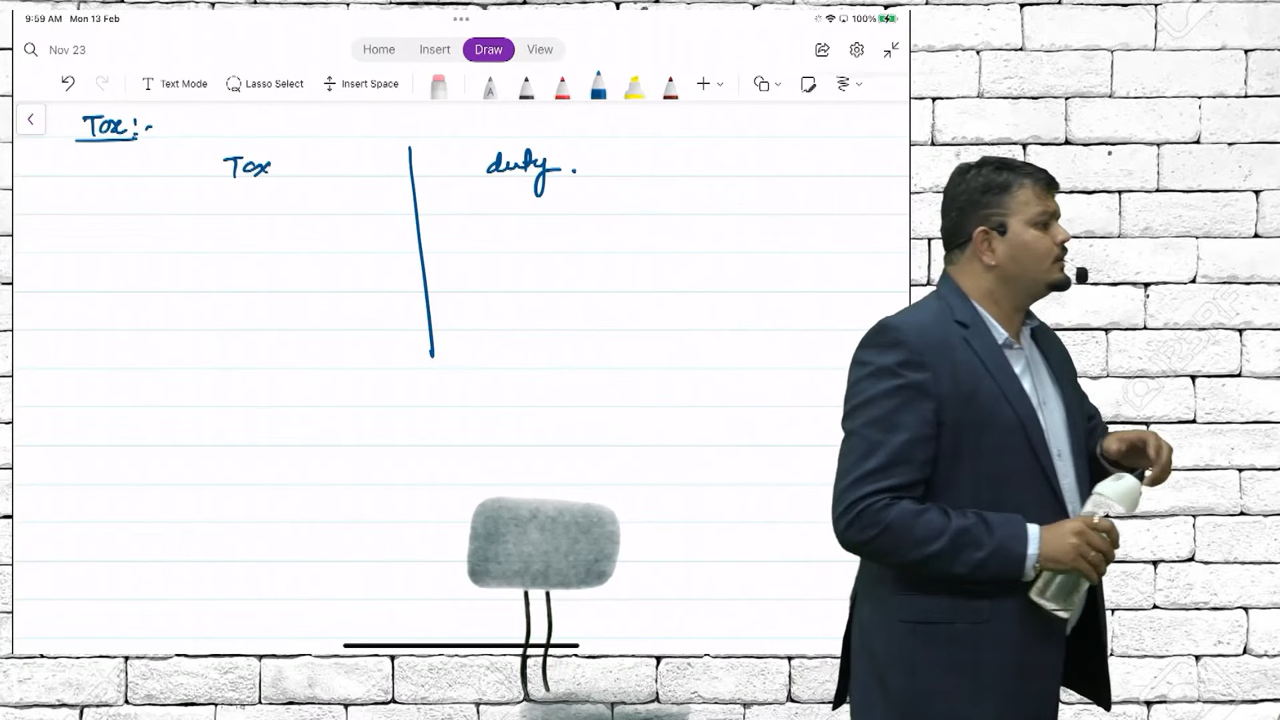 9:59 AM Mon 13 Feb
100%
Nov 23
Home Insert Draw View
Text Mode Lasso Select Insert Space
Tax:-
Tax duty.